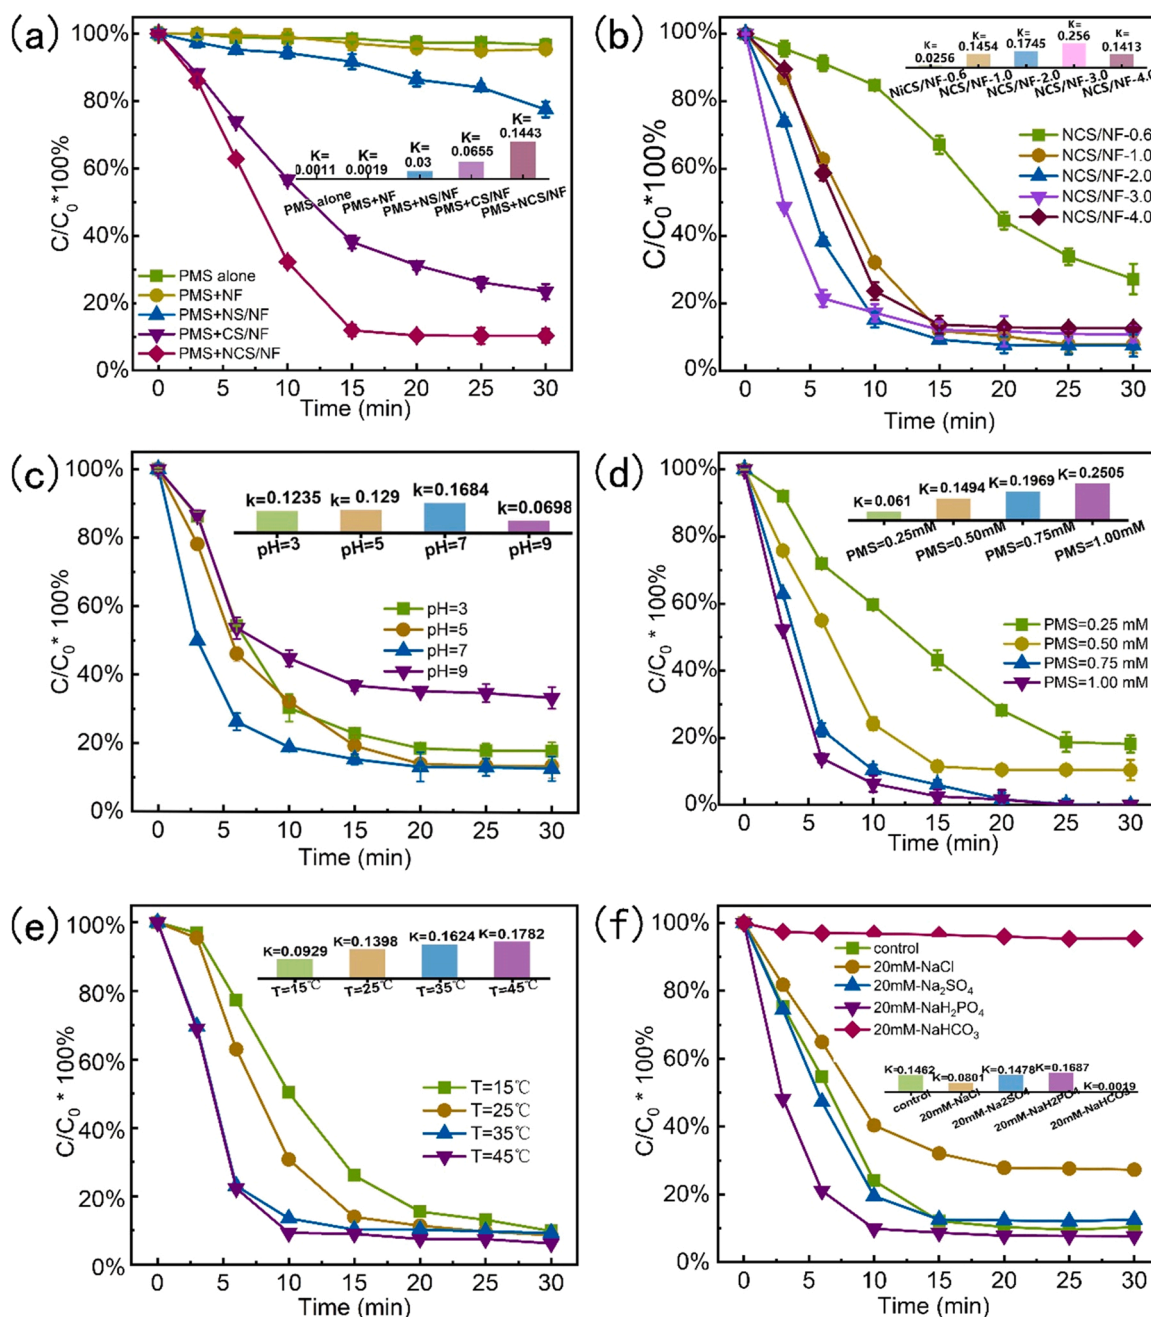 (a)
100%
80%
60%
40%
20%
0%
C/C0*100%
K=
0.0011
K=
0.0019
K=
0.03
K=
0.0655
K=
0.1443
PMS alone
PMS+NF
PMS+NS/NF
PMS+CS/NF
PMS+NCS/NF
PMS alone
PMS+NF
PMS+NS/NF
PMS+CS/NF
PMS+NCS/NF
0 5 10 15 20 25 30
Time (min)
(b)
100%
80%
60%
40%
20%
0%
C/C0*100%
K=
0.0256
K=
0.1454
K=
0.1745
K=
0.256
K=
0.1413
NiCS/NF-0.6
NCS/NF-1.0
NCS/NF-2.0
NCS/NF-3.0
NCS/NF-4.0
NCS/NF-0.6
NCS/NF-1.0
NCS/NF-2.0
NCS/NF-3.0
NCS/NF-4.0
0 5 10 15 20 25 30
Time (min)
(c)
100%
80%
60%
40%
20%
0%
C/C0* 100%
k=0.1235
k=0.129
k=0.1684
k=0.0698
pH=3
pH=5
pH=7
pH=9
pH=3
pH=5
pH=7
pH=9
0 5 10 15 20 25 30
Time (min)
(d)
100%
80%
60%
40%
20%
0%
C/C0 * 100%
K=0.061
K=0.1494
K=0.1969
K=0.2505
PMS=0.25mM
PMS=0.50mM
PMS=0.75mM
PMS=1.00mM
PMS=0.25 mM
PMS=0.50 mM
PMS=0.75 mM
PMS=1.00 mM
0 5 10 15 20 25 30
Time (min)
(e)
100%
80%
60%
40%
20%
0%
C/C0 * 100%
K=0.0929
K=0.1398
K=0.1624
K=0.1782
T=15℃
T=25℃
T=35℃
T=45℃
T=15℃
T=25℃
T=35℃
T=45℃
0 5 10 15 20 25 30
Time (min)
(f)
100%
80%
60%
40%
20%
0%
C/C0 * 100%
control
20mM-NaCl
20mM-Na2SO4
20mM-NaH2PO4
20mM-NaHCO3
K=0.1462
K=0.0801
K=0.1478
K=0.1687
K=0.0019
control
20mM-NaCl
20mM-Na2SO4
20mM-NaH2PO4
20mM-NaHCO3
0 5 10 15 20 25 30
Time (min)